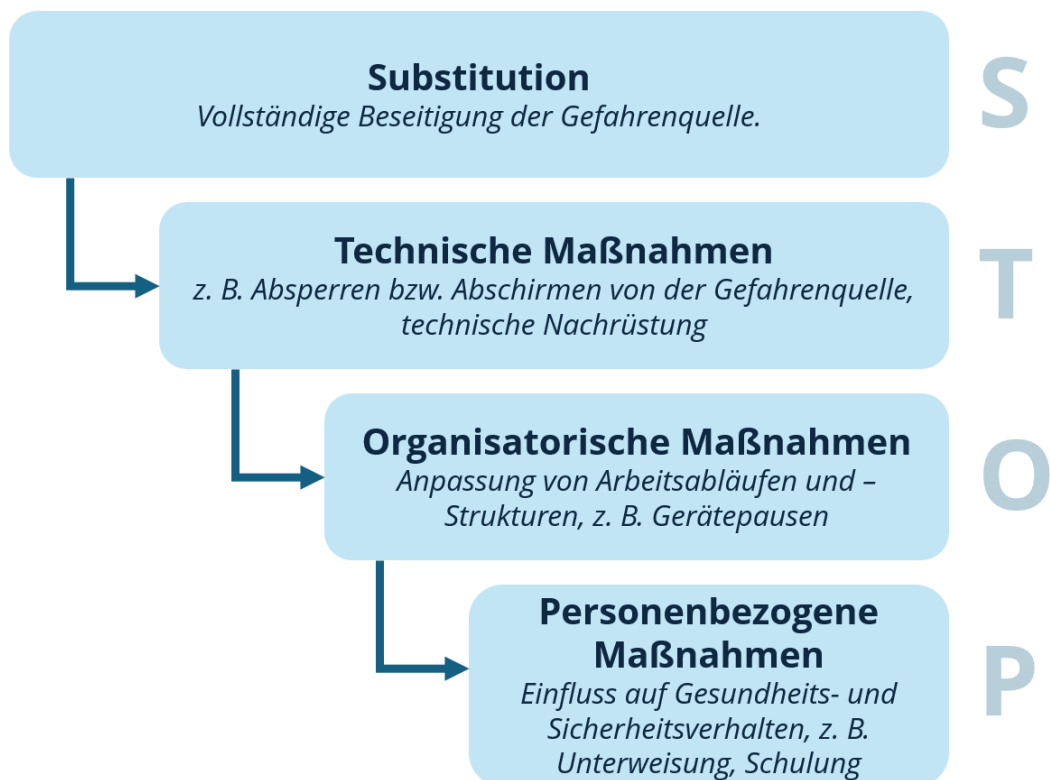 Substitution
Vollständige Beseitigung der Gefahrenquelle.
S
Technische Maßnahmen
z. B. Absperren bzw. Abschirmen von der Gefahrenquelle,
technische Nachrüstung
T
Organisatorische Maßnahmen
Anpassung von Arbeitsabläufen und –
Strukturen, z. B. Gerätepausen
O
Personenbezogene
Maßnahmen
Einfluss auf Gesundheits- und
Sicherheitsverhalten, z. B.
Unterweisung, Schulung
P